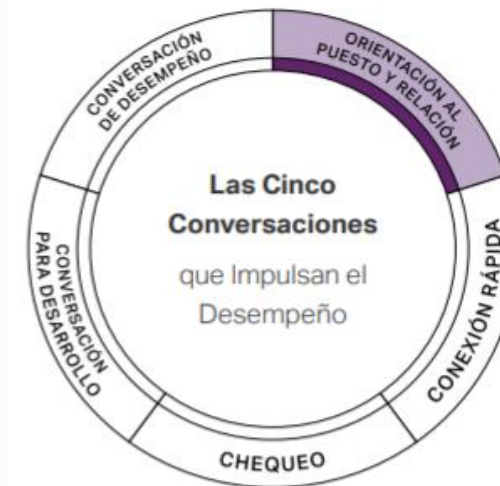 Las Cinco
Conversaciones
que Impulsan el
Desempeño
ORIENTACIÓN AL
PUESTO Y RELACIÓN
CONEXIÓN RÁPIDA
CHEQUEO
CONVERSACIÓN
PARA DESARROLLO
CONVERSACIÓN
DE DESEMPEÑO